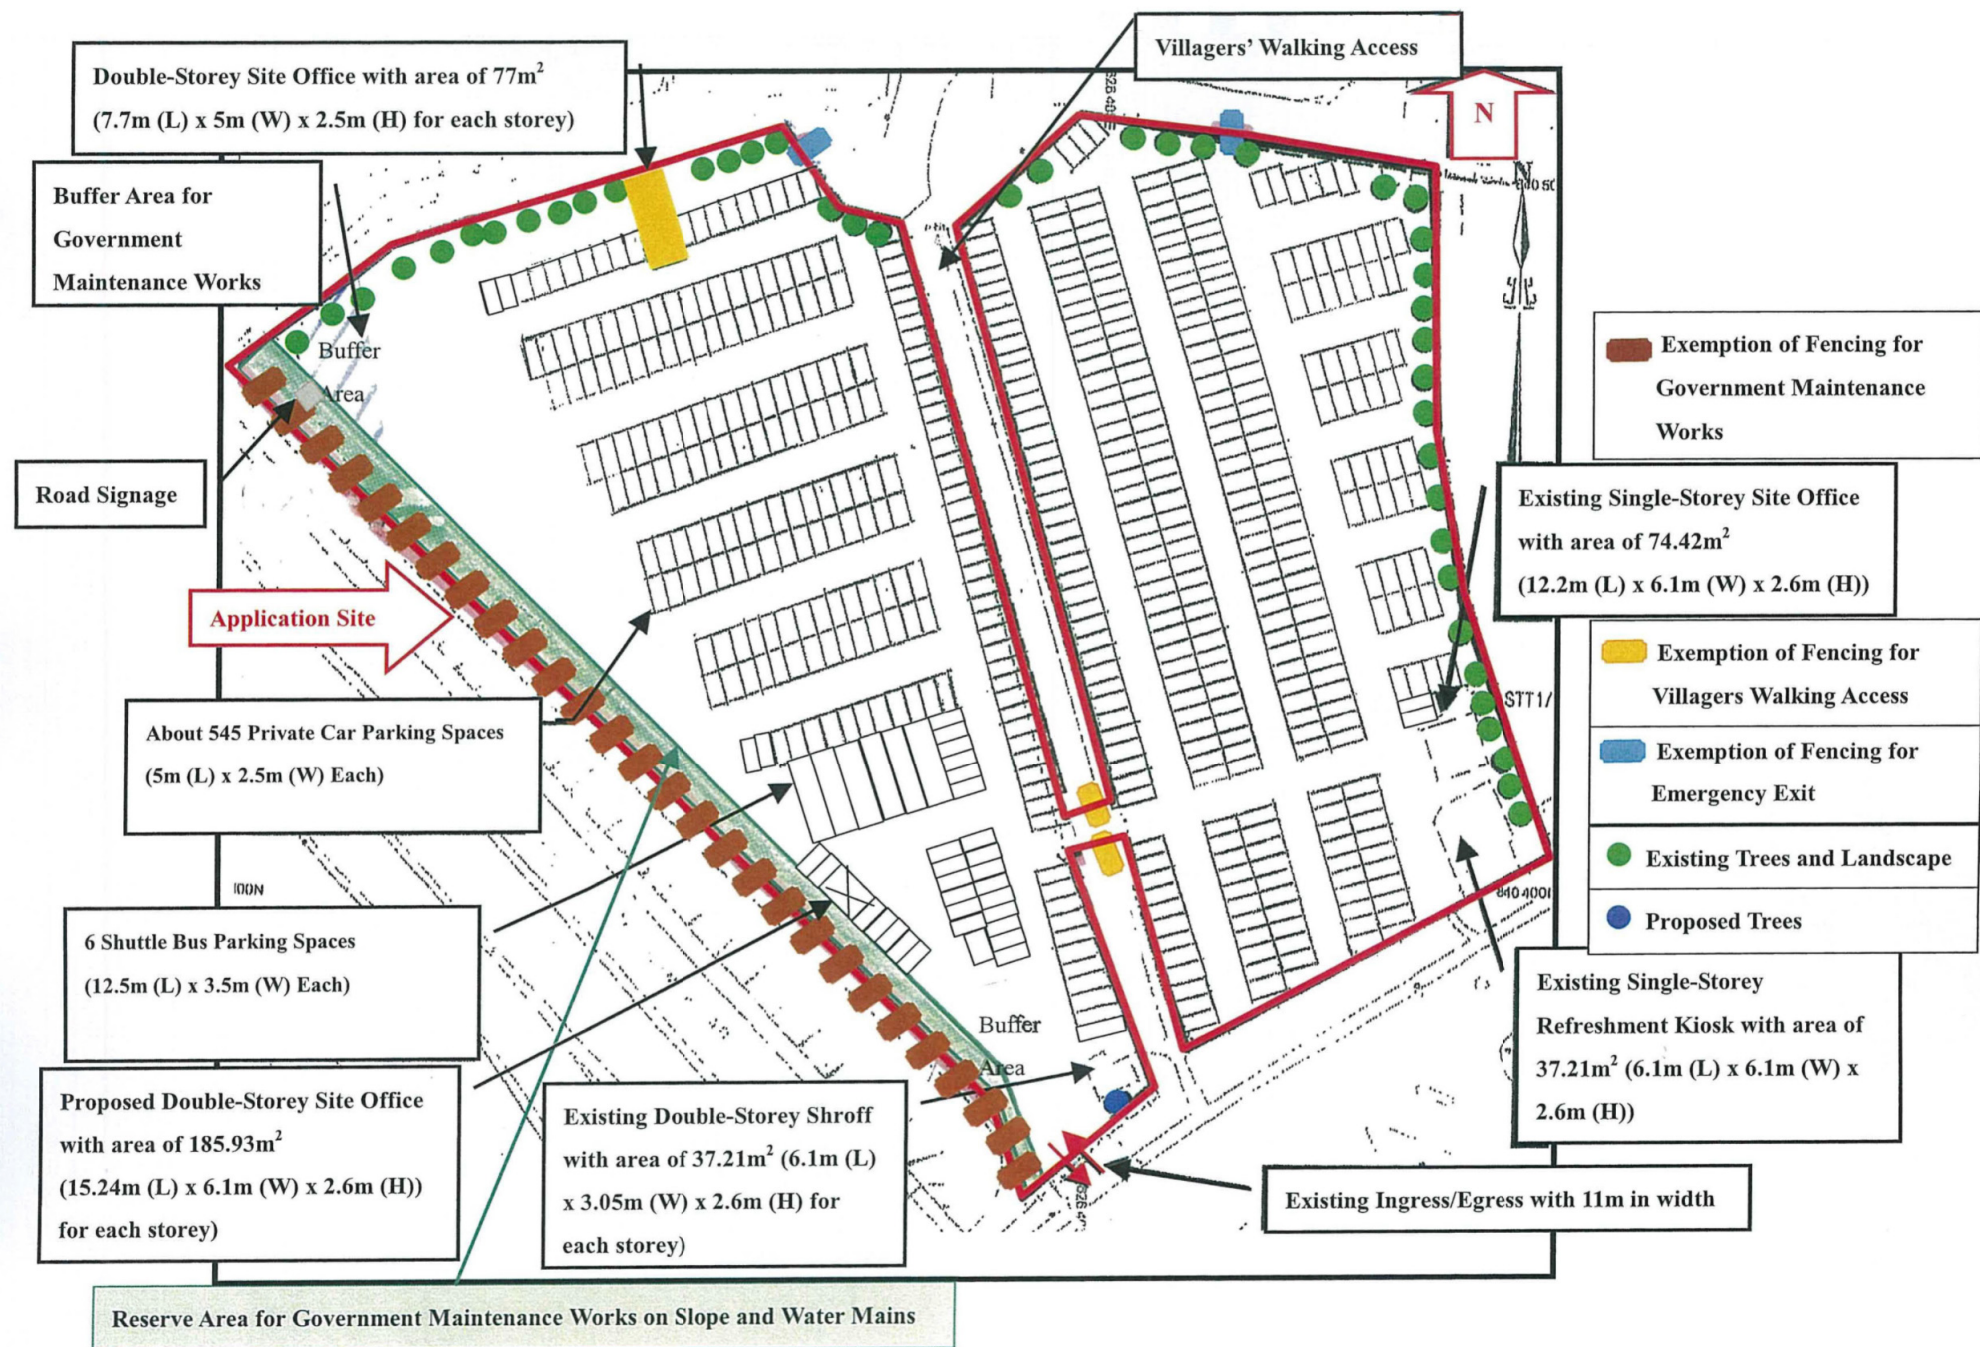 Villagers' Walking Access
Double-Storey Site Office with area of 77m²
(7.7m (L) x 5m (W) x 2.5m (H) for each storey)
N
Buffer Area for
Government
Maintenance Works
Buffer
Area
Road Signage
Application Site
About 545 Private Car Parking Spaces
(5m (L) x 2.5m (W) Each)
6 Shuttle Bus Parking Spaces
(12.5m (L) x 3.5m (W) Each)
Proposed Double-Storey Site Office
with area of 185.93m²
(15.24m (L) x 6.1m (W) x 2.6m (H))
for each storey)
Existing Double-Storey Shroff
with area of 37.21m² (6.1m (L)
x 3.05m (W) x 2.6m (H) for
each storey)
Reserve Area for Government Maintenance Works on Slope and Water Mains
Buffer
Area
Existing Ingress/Egress with 11m in width
Exemption of Fencing for
Government Maintenance
Works
Existing Single-Storey Site Office
with area of 74.42m²
(12.2m (L) x 6.1m (W) x 2.6m (H))
Exemption of Fencing for
Villagers Walking Access
Exemption of Fencing for
Emergency Exit
Existing Trees and Landscape
Proposed Trees
Existing Single-Storey
Refreshment Kiosk with area of
37.21m² (6.1m (L) x 6.1m (W) x
2.6m (H))
STT1/